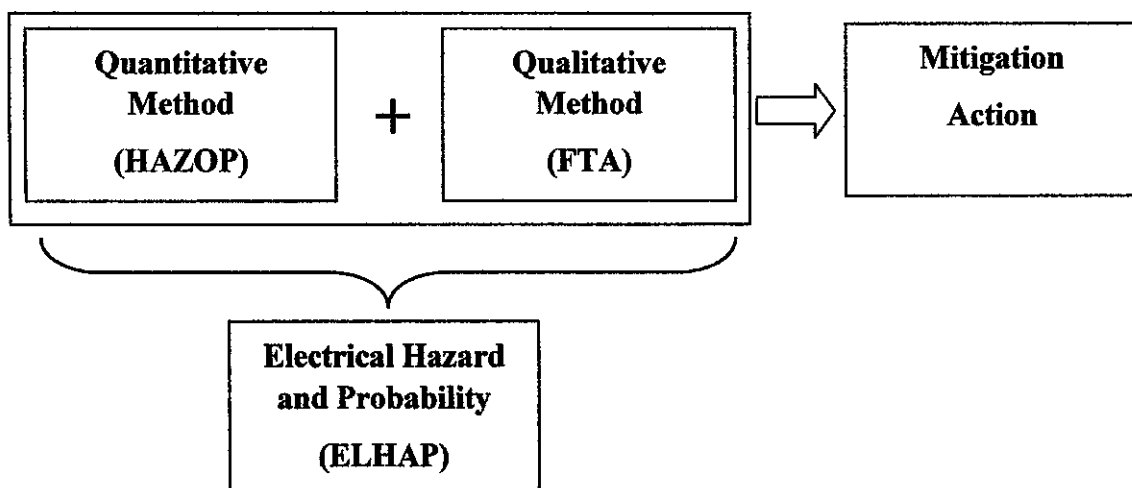 Quantitative
Method
(HAZOP)
+
Qualitative
Method
(FTA)
Mitigation
Action
Electrical Hazard
and Probability
(ELHAP)